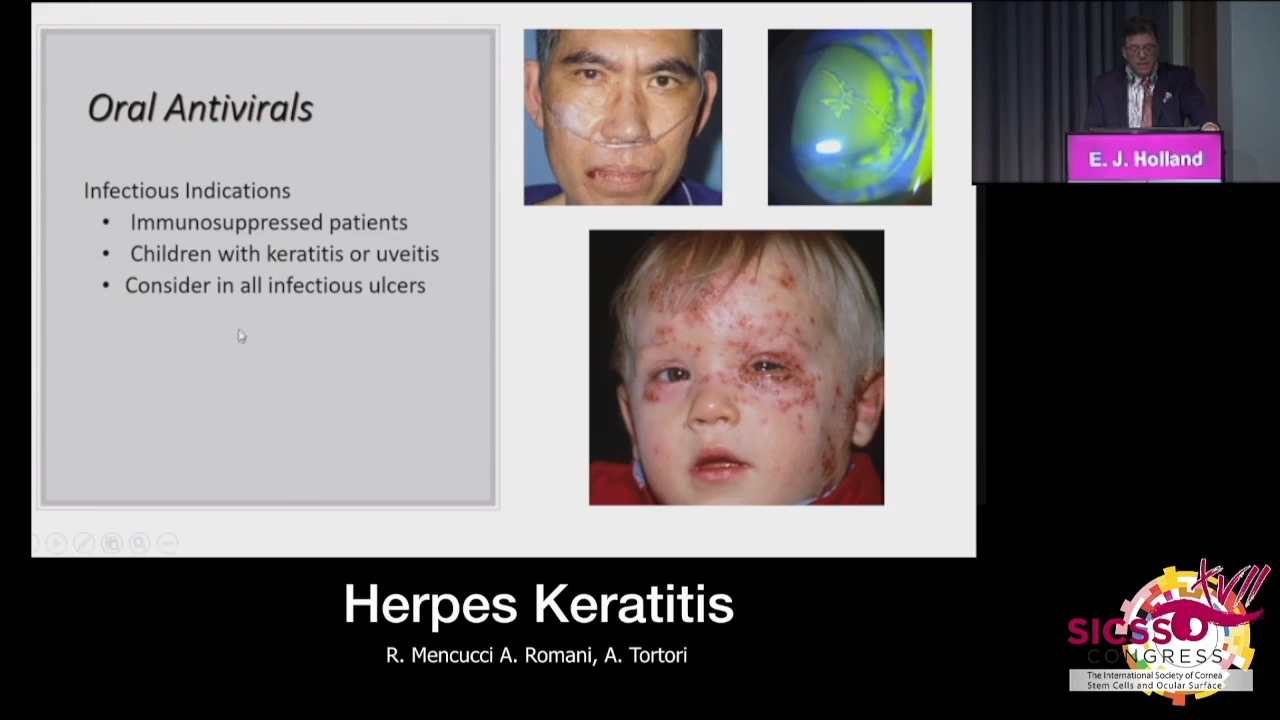 Oral Antivirals
Infectious Indications
• Immunosuppressed patients
• Children with keratitis or uveitis
• Consider in all infectious ulcers
E. J. Holland
Herpes Keratitis
R. Mencucci A. Romani, A. Tortori
XVII
SICSSO
CONGRESS
The International Society of Cornea
Stem Cells and Ocular Surface